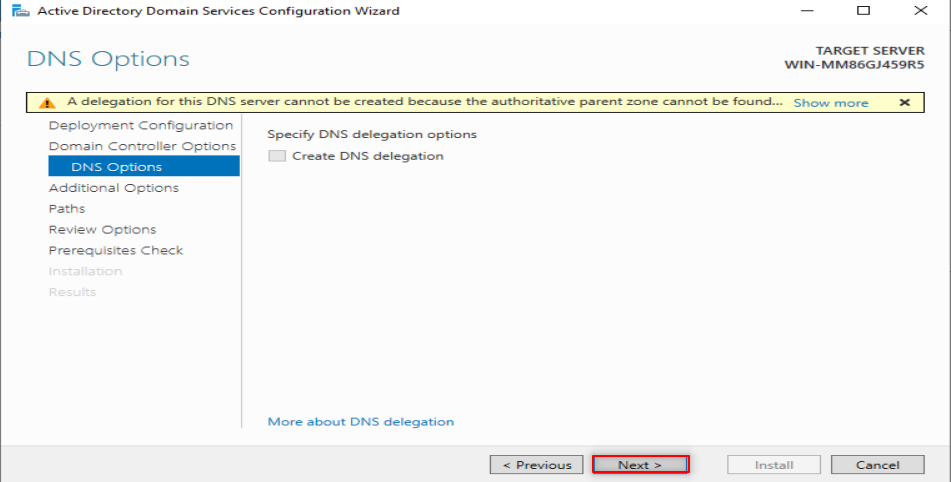 Active Directory Domain Services Configuration Wizard
DNS Options
TARGET SERVER
WIN-MM86GJ459R5
A delegation for this DNS server cannot be created because the authoritative parent zone cannot be found... Show more
Deployment Configuration
Domain Controller Options
DNS Options
Additional Options
Paths
Review Options
Prerequisites Check
Installation
Results
Specify DNS delegation options
Create DNS delegation
More about DNS delegation
< Previous
Next >
Install
Cancel